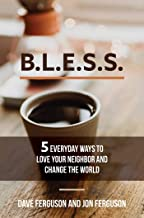 B.L.E.S.S.
5 EVERYDAY WAYS TO
LOVE YOUR NEIGHBOR AND
CHANGE THE WORLD
DAVE FERGUSON AND JON FERGUSON